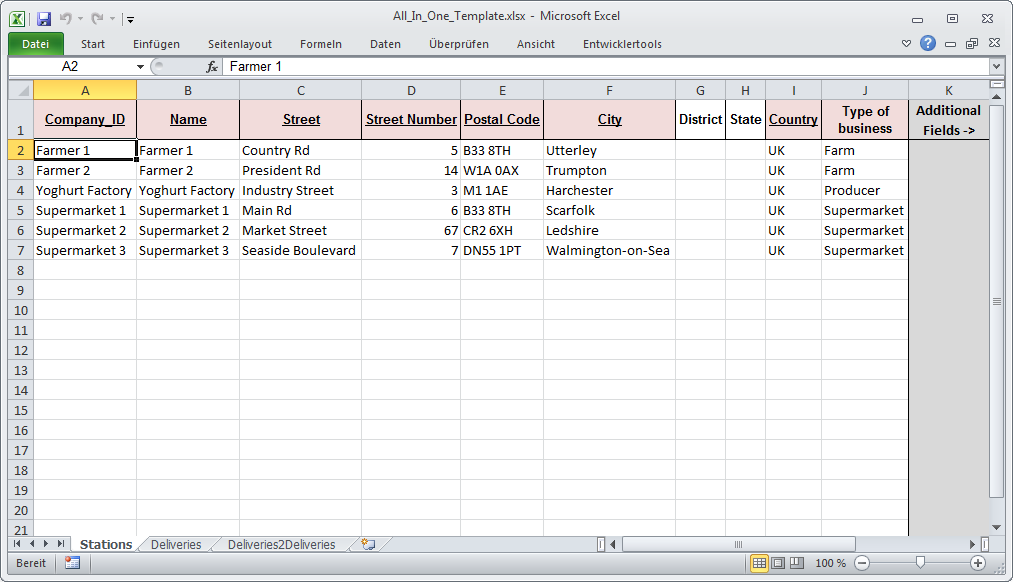 All_In_One_Template.xlsx - Microsoft Excel
Datei Start Einfügen Seitenlayout Formeln Daten Überprüfen Ansicht Entwicklertools
A2 fx Farmer 1
A B C D E F G H I J K
1 Company_ID Name Street Street Number Postal Code City District State Country Type of business Additional Fields ->
2 Farmer 1 Farmer 1 Country Rd 5 B33 8TH Utterley UK Farm
3 Farmer 2 Farmer 2 President Rd 14 W1A 0AX Trumpton UK Farm
4 Yoghurt Factory Yoghurt Factory Industry Street 3 M1 1AE Harchester UK Producer
5 Supermarket 1 Supermarket 1 Main Rd 6 B33 8TH Scarfolk UK Supermarket
6 Supermarket 2 Supermarket 2 Market Street 67 CR2 6XH Ledshire UK Supermarket
7 Supermarket 3 Supermarket 3 Seaside Boulevard 7 DN55 1PT Walmington-on-Sea UK Supermarket
8
9
10
11
12
13
14
15
16
17
18
19
20
21
Stations Deliveries Deliveries2Deliveries
Bereit 100 %